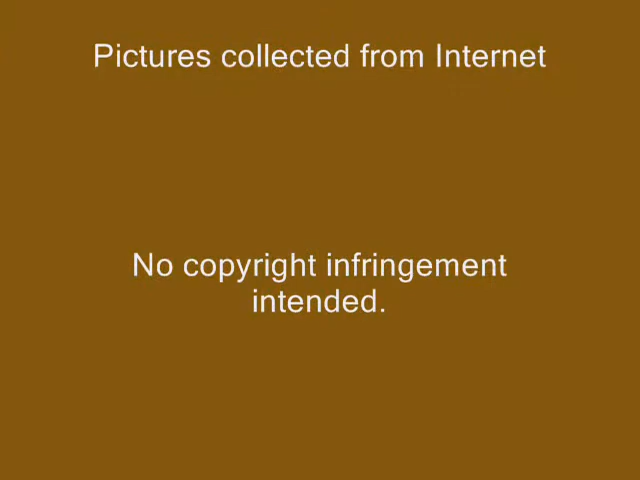 Pictures collected from Internet
No copyright infringement
intended.